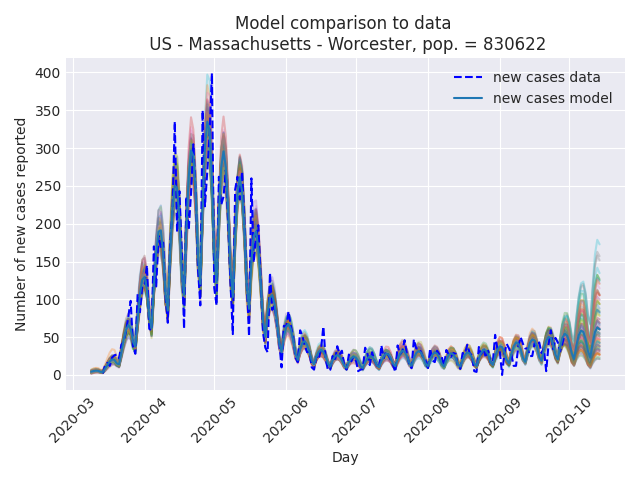 Model comparison to data
US - Massachusetts - Worcester, pop. = 830622
new cases data
new cases model
Number of new cases reported
400
350
300
250
200
150
100
50
0
2020-03
2020-04
2020-05
2020-06
2020-07
2020-08
2020-09
2020-10
Day